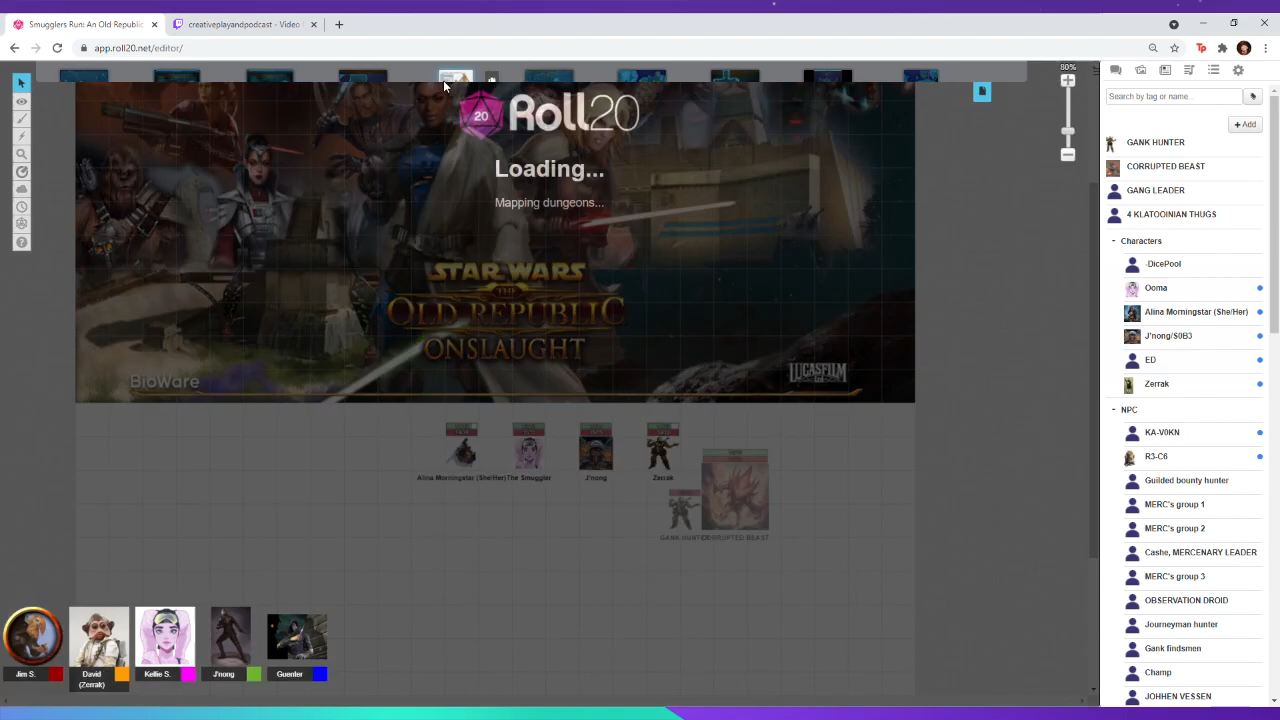 Smugglers Run: An Old Republic
creativeplayandpodcast - Video
app.roll20.net/editor/
Tp
80%
Search by tag or name...
+ Add
20
Roll20
Loading...
Mapping dungeons...
STAR WARS
THE
OLD REPUBLIC
ONSLAUGHT
BIOWARE
LUCASFILM
Ltd
Alina Morningstar (She/Her)
The Smuggler
J'nong
Zerrak
GANK HUNTER
CORRUPTED BEAST
Jim S.
David
(Zerrak)
Kellie S.
J'nong
Guenter
GANK HUNTER
CORRUPTED BEAST
GANG LEADER
4 KLATOOINIAN THUGS
- Characters
-DicePool
Ooma
Alina Morningstar (She/Her)
J'nong/S0B3
ED
Zerrak
- NPC
KA-V0KN
R3-C6
Guilded bounty hunter
MERC's group 1
MERC's group 2
Cashe, MERCENARY LEADER
MERC's group 3
OBSERVATION DROID
Journeyman hunter
Gank findsmen
Champ
JOHHEN VESSEN